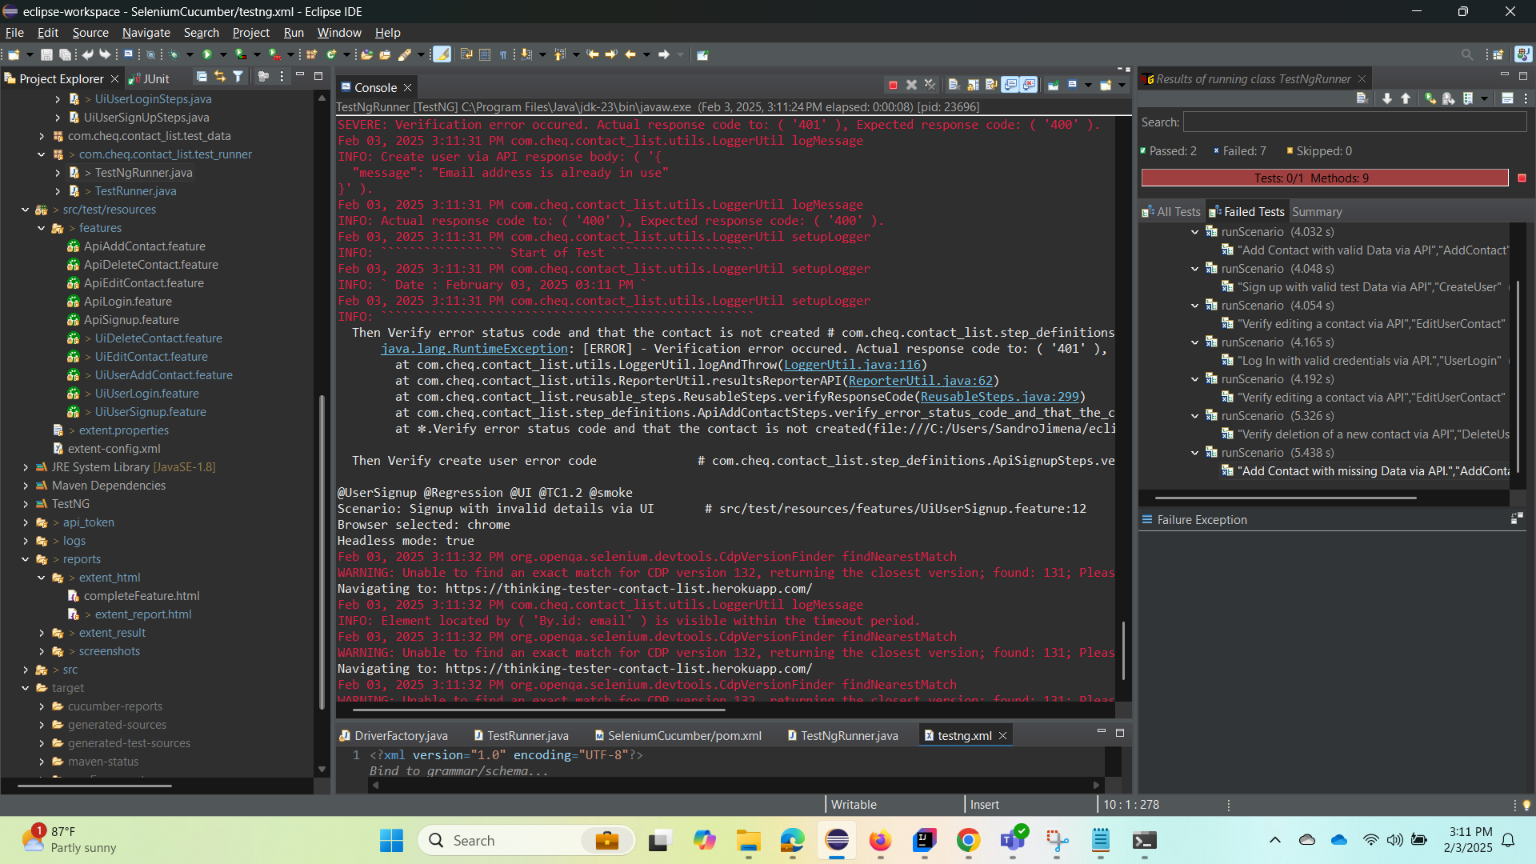 eclipse-workspace - SeleniumCucumber/testng.xml - Eclipse IDE
File Edit Source Navigate Search Project Run Window Help
Project Explorer
JUnit
UiUserLoginSteps.java
UiUserSignUpSteps.java
com.cheq.contact_list.test_data
com.cheq.contact_list.test_runner
TestNgRunner.java
TestRunner.java
src/test/resources
features
ApiAddContact.feature
ApiDeleteContact.feature
ApiEditContact.feature
ApiLogin.feature
ApiSignup.feature
UiDeleteContact.feature
UiEditContact.feature
UiUserAddContact.feature
UiUserLogin.feature
UiUserSignup.feature
extent.properties
extent-config.xml
JRE System Library [JavaSE-1.8]
Maven Dependencies
TestNG
api_token
logs
reports
extent_html
completeFeature.html
extent_report.html
extent_result
screenshots
src
target
cucumber-reports
generated-sources
generated-test-sources
maven-status
Console
TestNgRunner [TestNG] C:\Program Files\Java\jdk-23\bin\javaw.exe (Feb 3, 2025, 3:11:24 PM elapsed: 0:00:08) [pid: 23696]
SEVERE: Verification error occured. Actual response code to: ( '401' ), Expected response code: ( '400' ).
Feb 03, 2025 3:11:31 PM com.cheq.contact_list.utils.LoggerUtil logMessage
INFO: Create user via API response body: ( '{
"message": "Email address is already in use"
}' ).
Feb 03, 2025 3:11:31 PM com.cheq.contact_list.utils.LoggerUtil logMessage
INFO: Actual response code to: ( '400' ), Expected response code: ( '400' ).
Feb 03, 2025 3:11:31 PM com.cheq.contact_list.utils.LoggerUtil setupLogger
INFO: ````````````````` Start of Test ````````````````````
Feb 03, 2025 3:11:31 PM com.cheq.contact_list.utils.LoggerUtil setupLogger
INFO: ` Date : February 03, 2025 03:11 PM `
Feb 03, 2025 3:11:31 PM com.cheq.contact_list.utils.LoggerUtil setupLogger
INFO: ````````````````````````````````````````````````````
Then Verify error status code and that the contact is not created # com.cheq.contact_list.step_definitions
java.lang.RuntimeException: [ERROR] - Verification error occured. Actual response code to: ( '401' ),
at com.cheq.contact_list.utils.LoggerUtil.logAndThrow(LoggerUtil.java:116)
at com.cheq.contact_list.utils.ReporterUtil.resultsReporterAPI(ReporterUtil.java:62)
at com.cheq.contact_list.reusable_steps.ReusableSteps.verifyResponseCode(ReusableSteps.java:299)
at com.cheq.contact_list.step_definitions.ApiAddContactSteps.verify_error_status_code_and_that_the_c
at ✽.Verify error status code and that the contact is not created(file:///C:/Users/SandroJimena/ecli
Then Verify create user error code # com.cheq.contact_list.step_definitions.ApiSignupSteps.ve
@UserSignup @Regression @UI @TC1.2 @smoke
Scenario: Signup with invalid details via UI # src/test/resources/features/UiUserSignup.feature:12
Browser selected: chrome
Headless mode: true
Feb 03, 2025 3:11:32 PM org.openqa.selenium.devtools.CdpVersionFinder findNearestMatch
WARNING: Unable to find an exact match for CDP version 132, returning the closest version; found: 131; Pleas
Navigating to: https://thinking-tester-contact-list.herokuapp.com/
Feb 03, 2025 3:11:32 PM com.cheq.contact_list.utils.LoggerUtil logMessage
INFO: Element located by ( 'By.id: email' ) is visible within the timeout period.
Feb 03, 2025 3:11:32 PM org.openqa.selenium.devtools.CdpVersionFinder findNearestMatch
WARNING: Unable to find an exact match for CDP version 132, returning the closest version; found: 131; Pleas
Navigating to: https://thinking-tester-contact-list.herokuapp.com/
Feb 03, 2025 3:11:32 PM org.openqa.selenium.devtools.CdpVersionFinder findNearestMatch
WARNING: Unable to find an exact match for CDP version 132, returning the closest version; found: 131; Pleas
DriverFactory.java TestRunner.java SeleniumCucumber/pom.xml TestNgRunner.java testng.xml
1 <?xml version="1.0" encoding="UTF-8"?>
Bind to grammar/schema...
Results of running class TestNgRunner
Search:
Passed: 2 Failed: 7 Skipped: 0
Tests: 0/1 Methods: 9
All Tests Failed Tests Summary
runScenario (4.032 s)
"Add Contact with valid Data via API","AddContact"
runScenario (4.048 s)
"Sign up with valid test Data via API","CreateUser"
runScenario (4.054 s)
"Verify editing a contact via API","EditUserContact"
runScenario (4.165 s)
"Log In with valid credentials via API.","UserLogin"
runScenario (4.192 s)
"Verify editing a contact via API","EditUserContact"
runScenario (5.326 s)
"Verify deletion of a new contact via API","DeleteUs
runScenario (5.438 s)
"Add Contact with missing Data via API.","AddConta
Failure Exception
Writable Insert 10 : 1 : 278
1
87°F
Partly sunny
Search
3:11 PM
2/3/2025